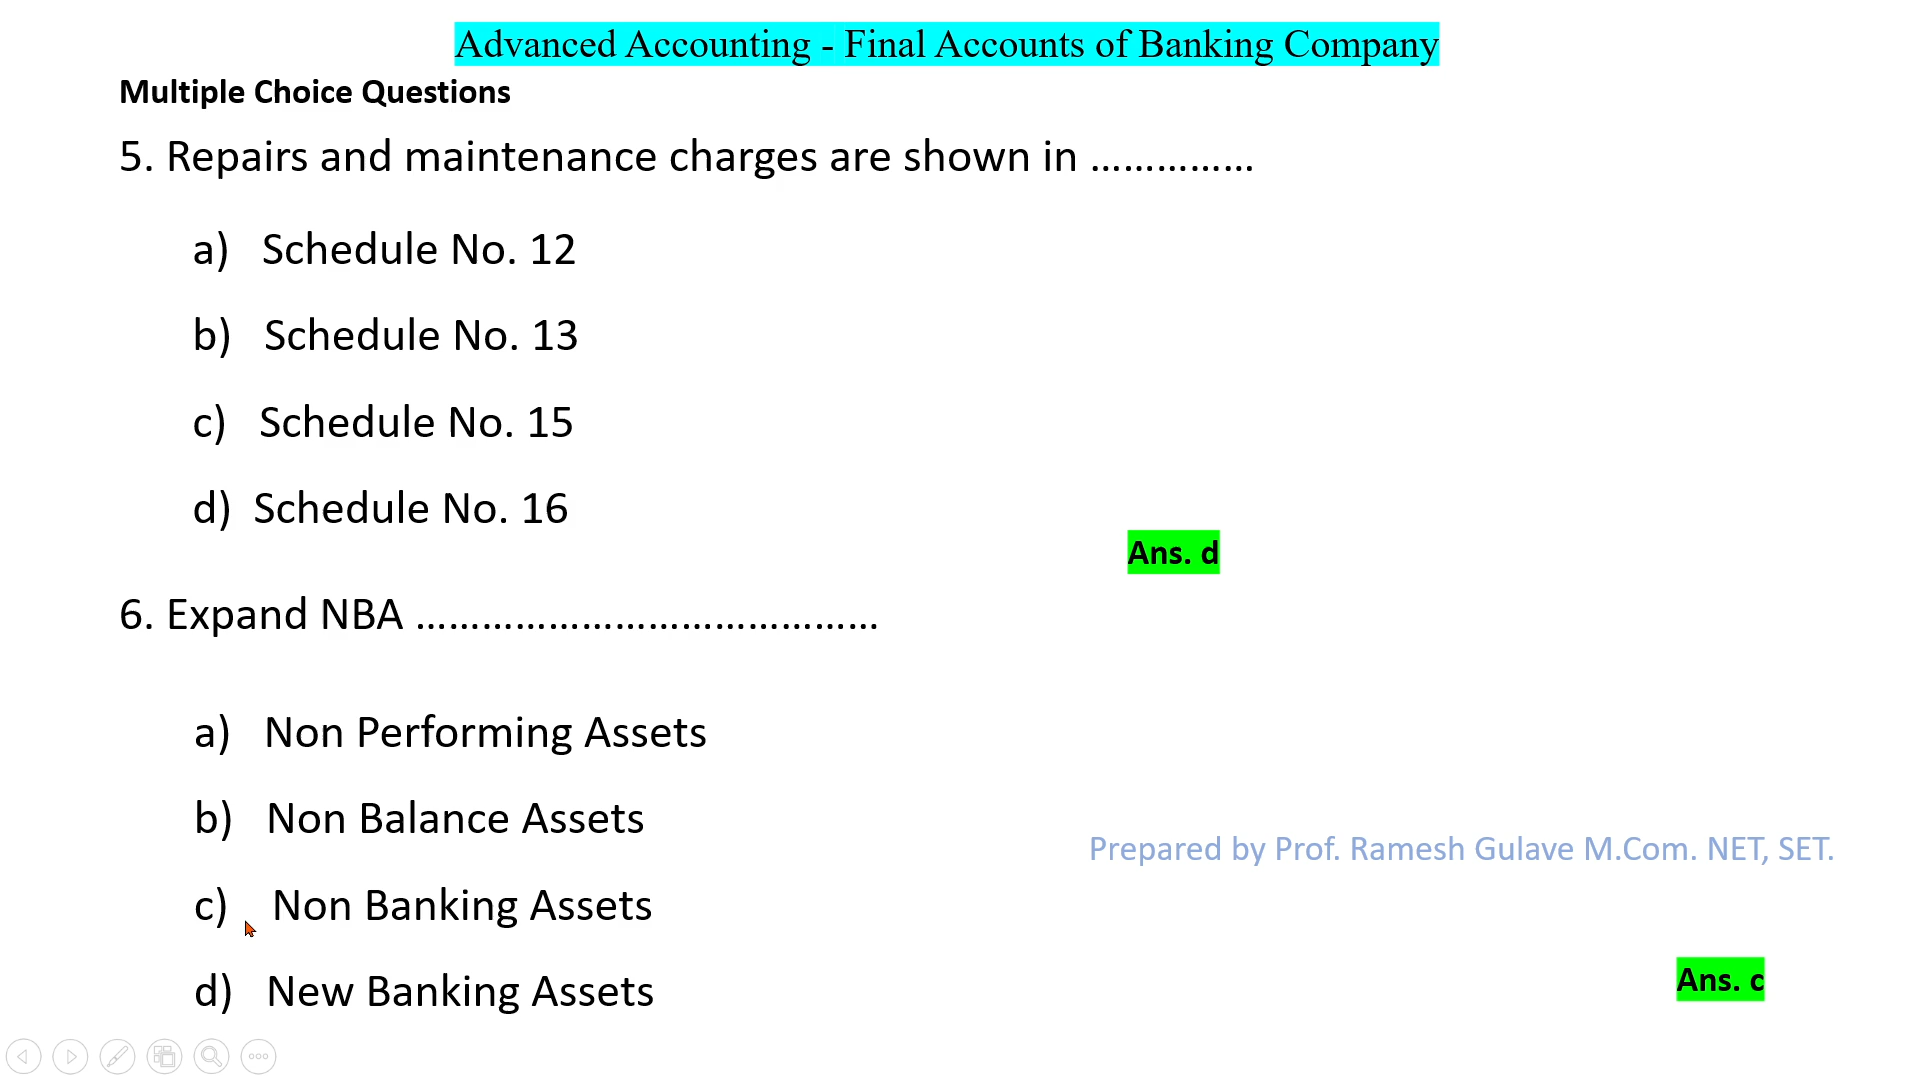 Advanced Accounting - Final Accounts of Banking Company
Multiple Choice Questions
5. Repairs and maintenance charges are shown in ……………
a) Schedule No. 12
b) Schedule No. 13
c) Schedule No. 15
d) Schedule No. 16
Ans. d
6. Expand NBA ……………………………………
a) Non Performing Assets
b) Non Balance Assets
Prepared by Prof. Ramesh Gulave M.Com. NET, SET.
c) Non Banking Assets
Ans. c
d) New Banking Assets